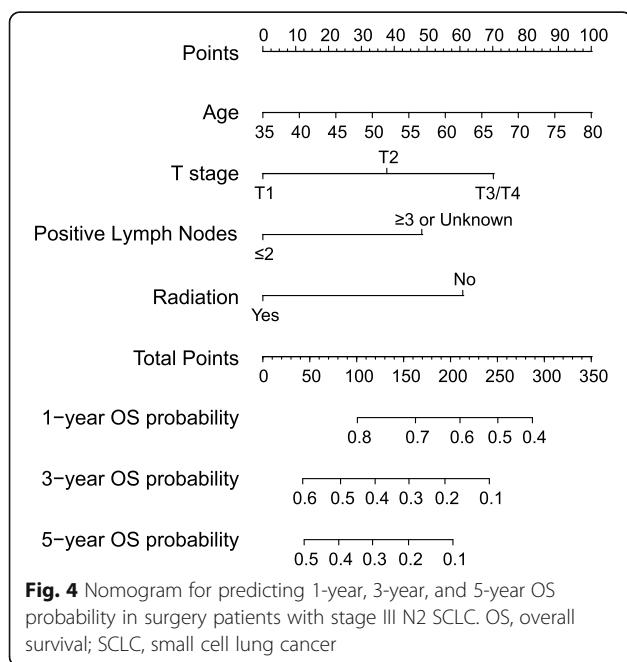 Points 0 10 20 30 40 50 60 70 80 90 100
Age
35 40 45 50 55 60 65 70 75 80
T2
T stage
T1 T3/T4
≥3 or Unknown
Positive Lymph Nodes
≤2
No
Radiation
Yes
Total Points
0 50 100 150 200 250 300 350
1−year OS probability
0.8 0.7 0.6 0.5 0.4
3−year OS probability
0.6 0.5 0.4 0.3 0.2 0.1
5−year OS probability
0.5 0.4 0.3 0.2 0.1
Fig. 4 Nomogram for predicting 1-year, 3-year, and 5-year OS
probability in surgery patients with stage III N2 SCLC. OS, overall
survival; SCLC, small cell lung cancer